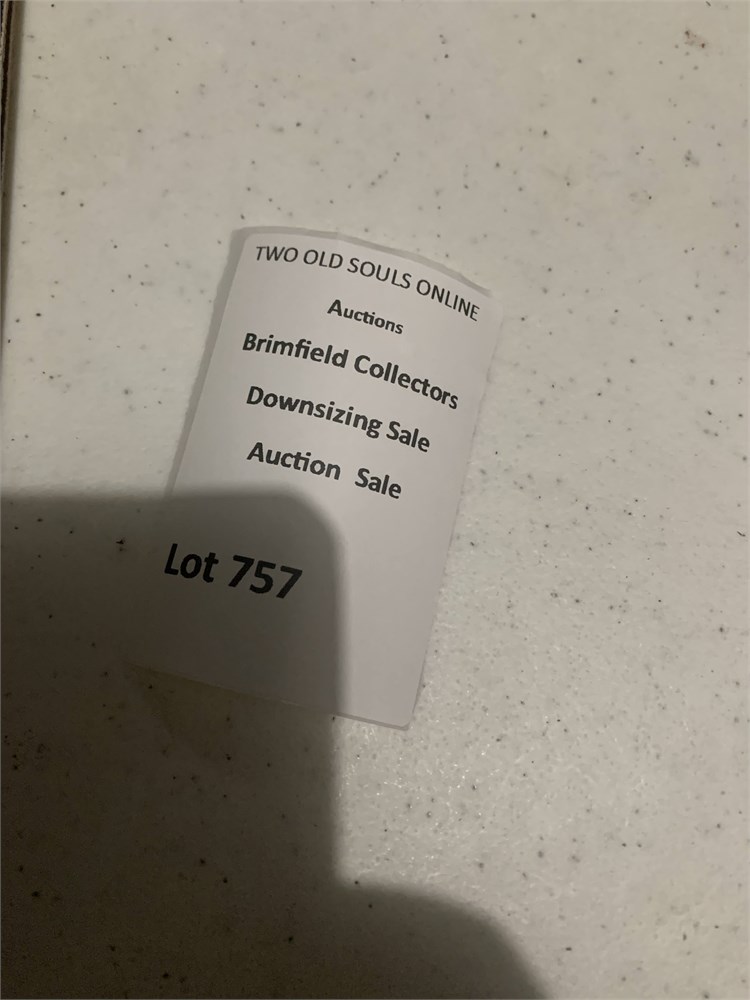 TWO OLD SOULS ONLINE
Auctions
Brimfield Collectors
Downsizing Sale
Auction Sale
Lot 757